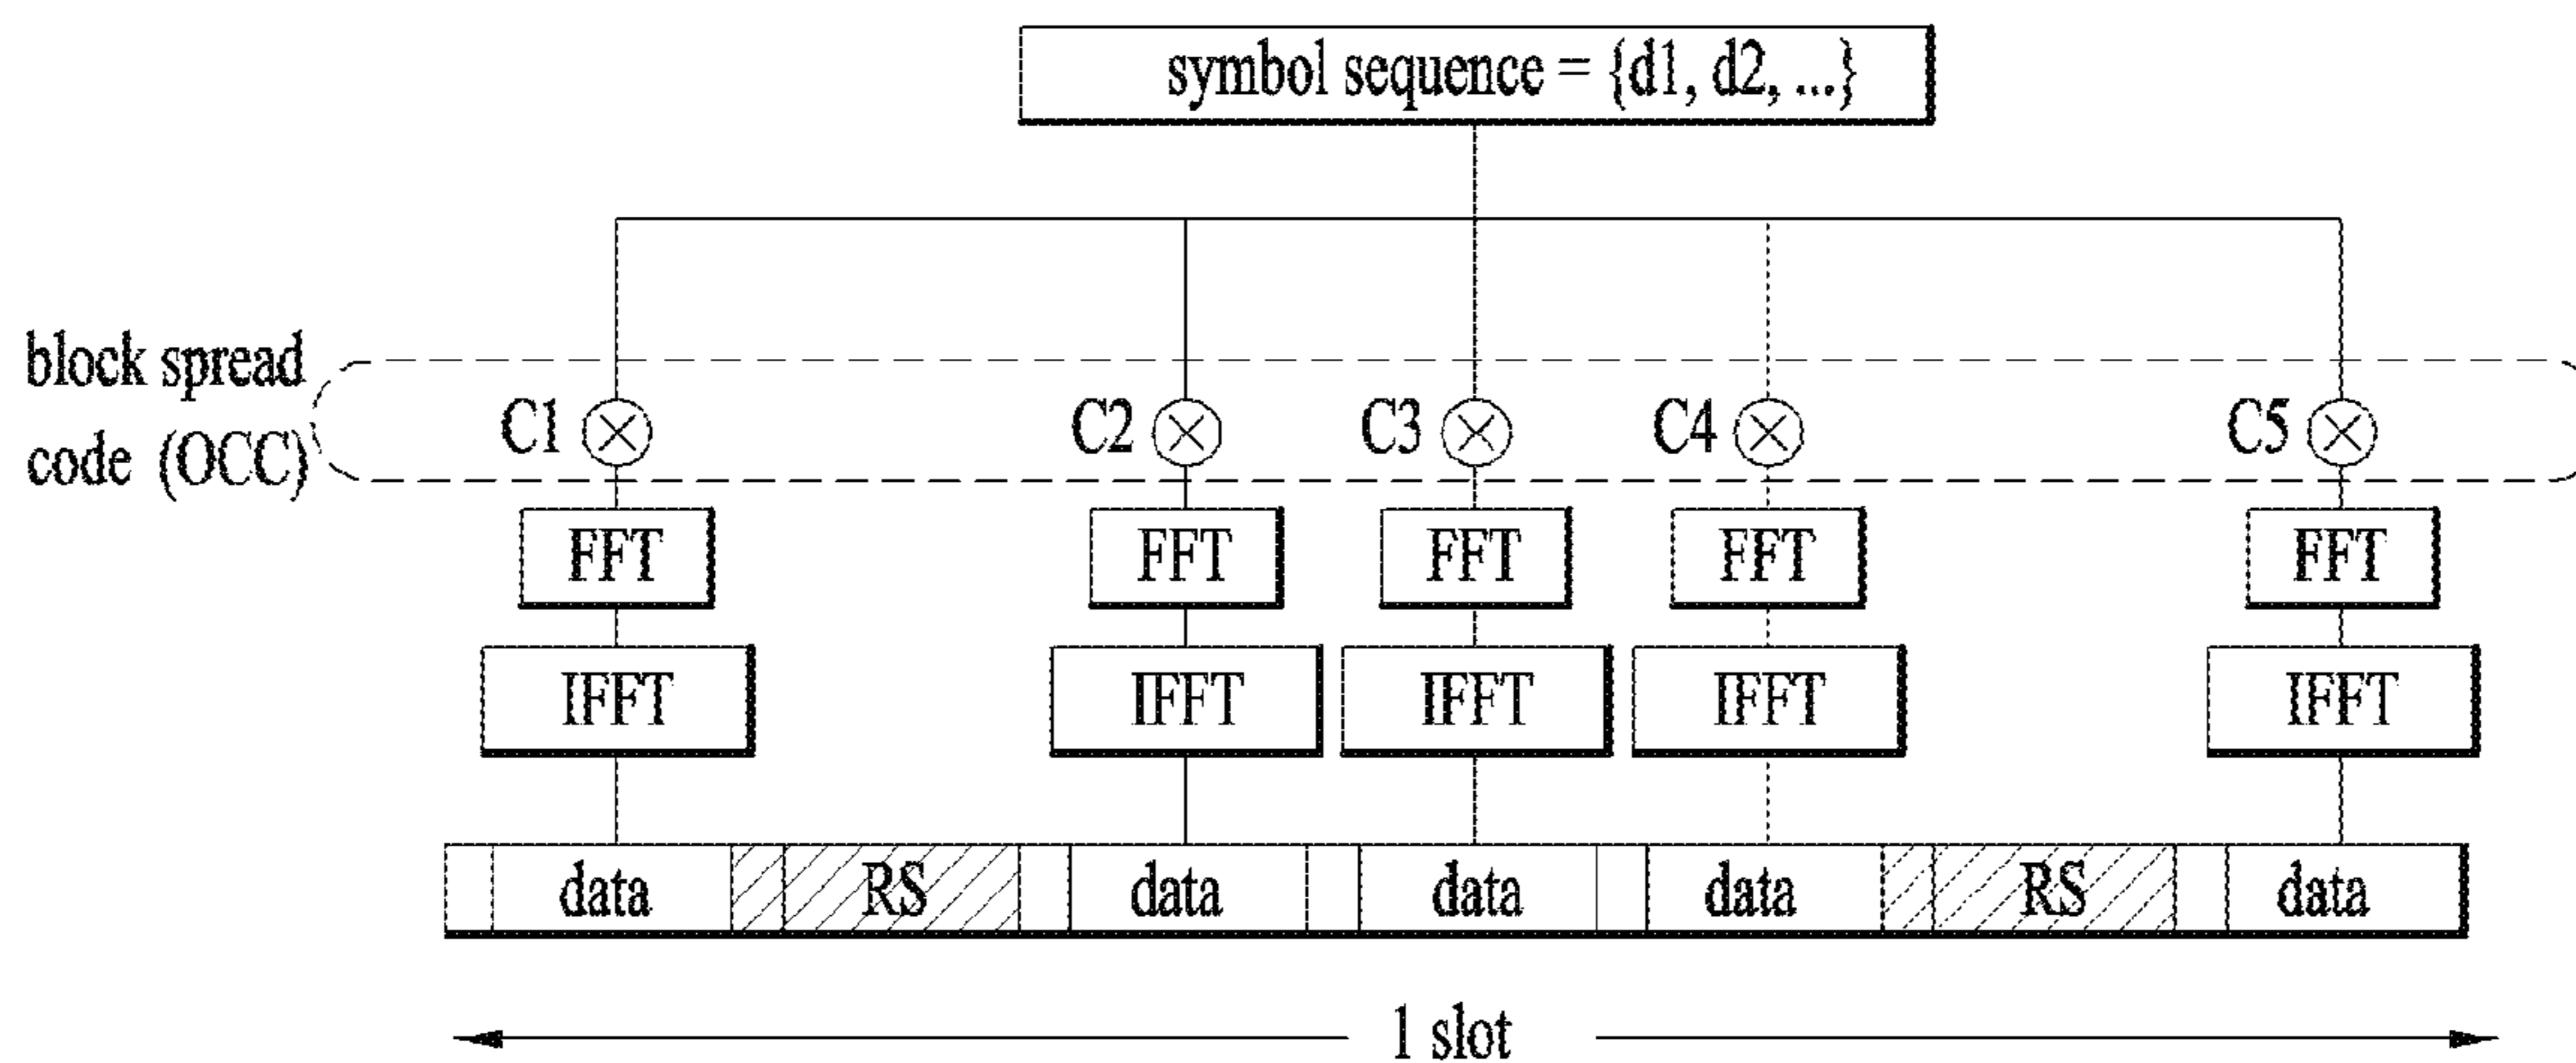 symbol sequence = {d1, d2, ...}
block spread
code (OCC)
C1 C2 C3 C4 C5
FFT FFT FFT FFT FFT
IFFT IFFT IFFT IFFT IFFT
data RS data data data RS data
1 slot